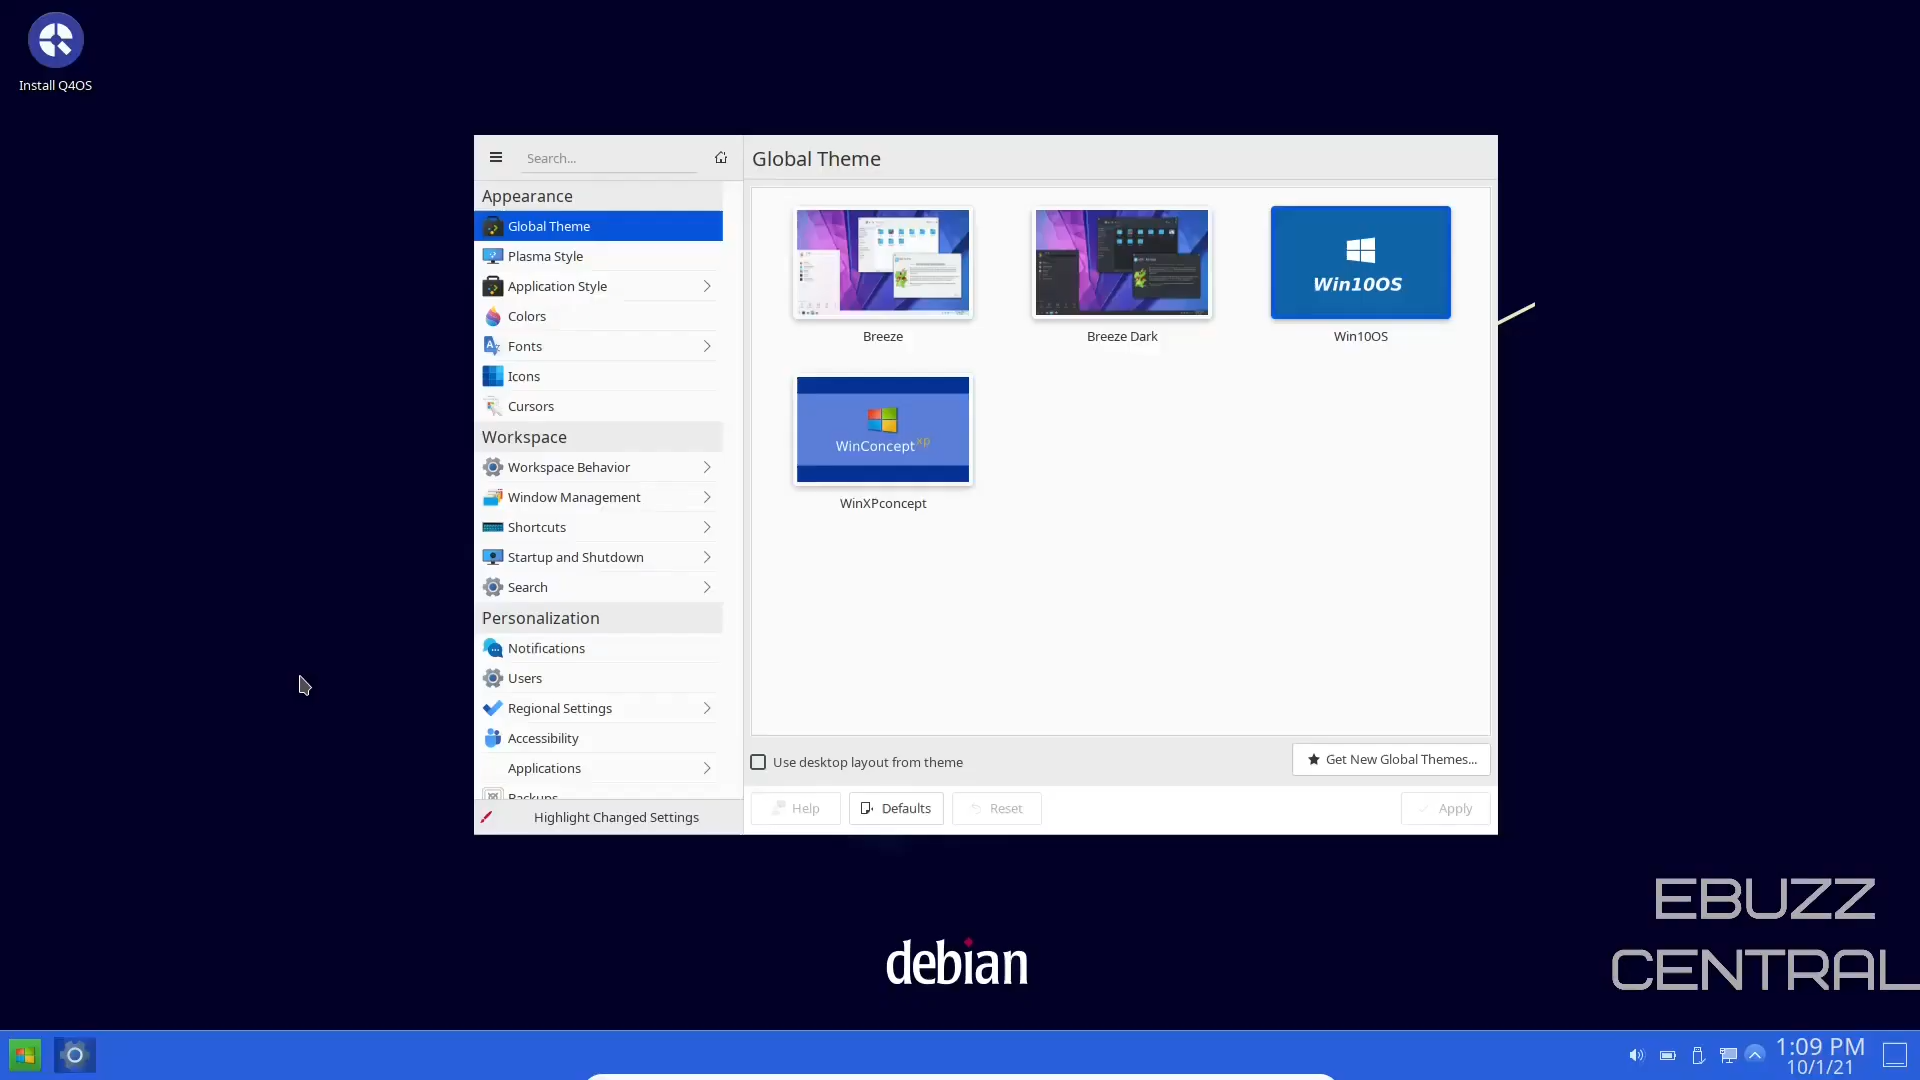 Install Q4OS
Search...
Global Theme
Appearance
Global Theme
Plasma Style
Application Style
Colors
Fonts
Icons
Cursors
Workspace
Workspace Behavior
Window Management
Shortcuts
Startup and Shutdown
Search
Personalization
Notifications
Users
Regional Settings
Accessibility
Applications
Backups
Highlight Changed Settings
Breeze
Breeze Dark
Win10OS
Win10OS
WinConcept xp
WinXPconcept
Use desktop layout from theme
Get New Global Themes...
Help
Defaults
Reset
Apply
debian
EBUZZ
CENTRAL
1:09 PM
10/1/21